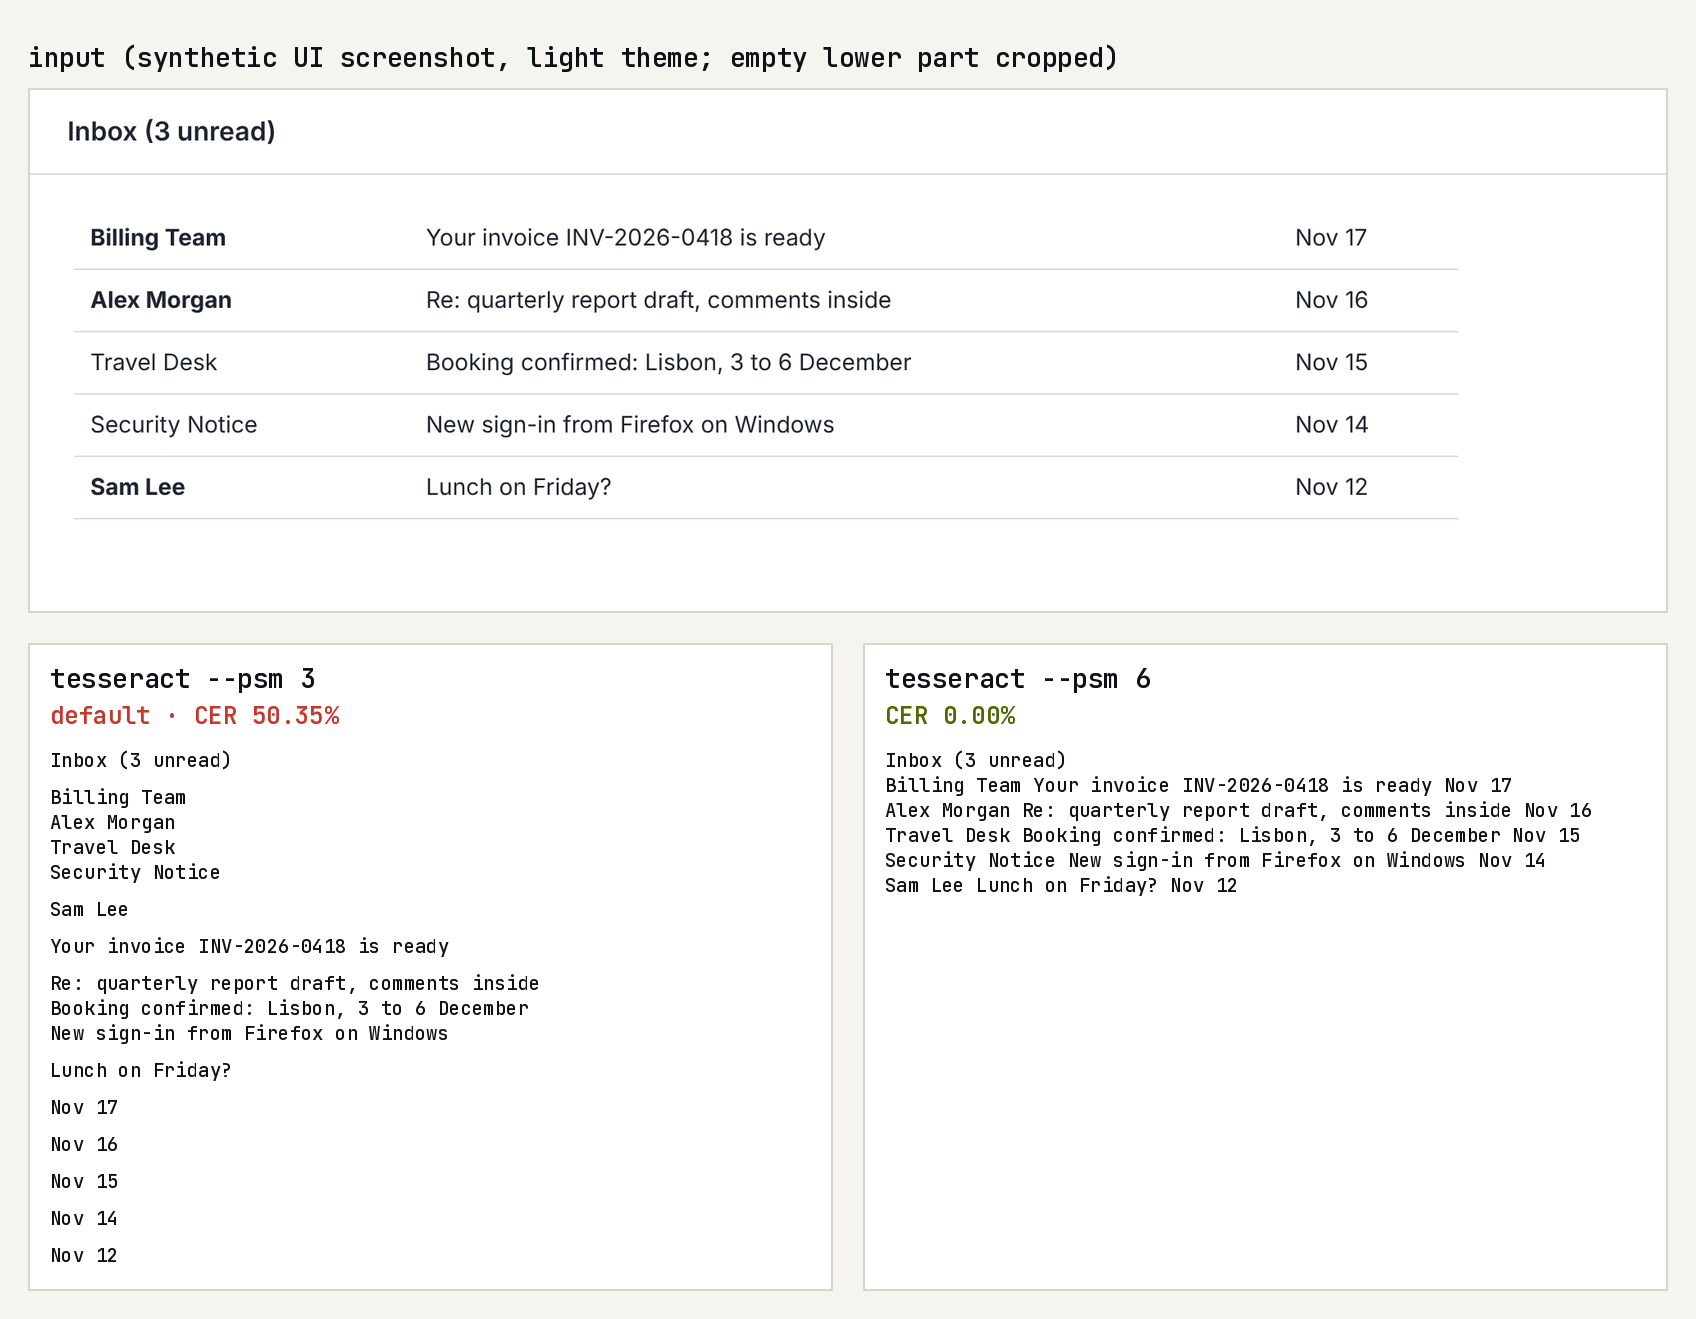 input (synthetic UI screenshot, light theme; empty lower part cropped)
Inbox (3 unread)
Billing Team Your invoice INV-2026-0418 is ready Nov 17
Alex Morgan Re: quarterly report draft, comments inside Nov 16
Travel Desk Booking confirmed: Lisbon, 3 to 6 December Nov 15
Security Notice New sign-in from Firefox on Windows Nov 14
Sam Lee Lunch on Friday? Nov 12
tesseract --psm 3
default · CER 50.35%
Inbox (3 unread)
Billing Team
Alex Morgan
Travel Desk
Security Notice
Sam Lee
Your invoice INV-2026-0418 is ready
Re: quarterly report draft, comments inside
Booking confirmed: Lisbon, 3 to 6 December
New sign-in from Firefox on Windows
Lunch on Friday?
Nov 17
Nov 16
Nov 15
Nov 14
Nov 12
tesseract --psm 6
CER 0.00%
Inbox (3 unread)
Billing Team Your invoice INV-2026-0418 is ready Nov 17
Alex Morgan Re: quarterly report draft, comments inside Nov 16
Travel Desk Booking confirmed: Lisbon, 3 to 6 December Nov 15
Security Notice New sign-in from Firefox on Windows Nov 14
Sam Lee Lunch on Friday? Nov 12